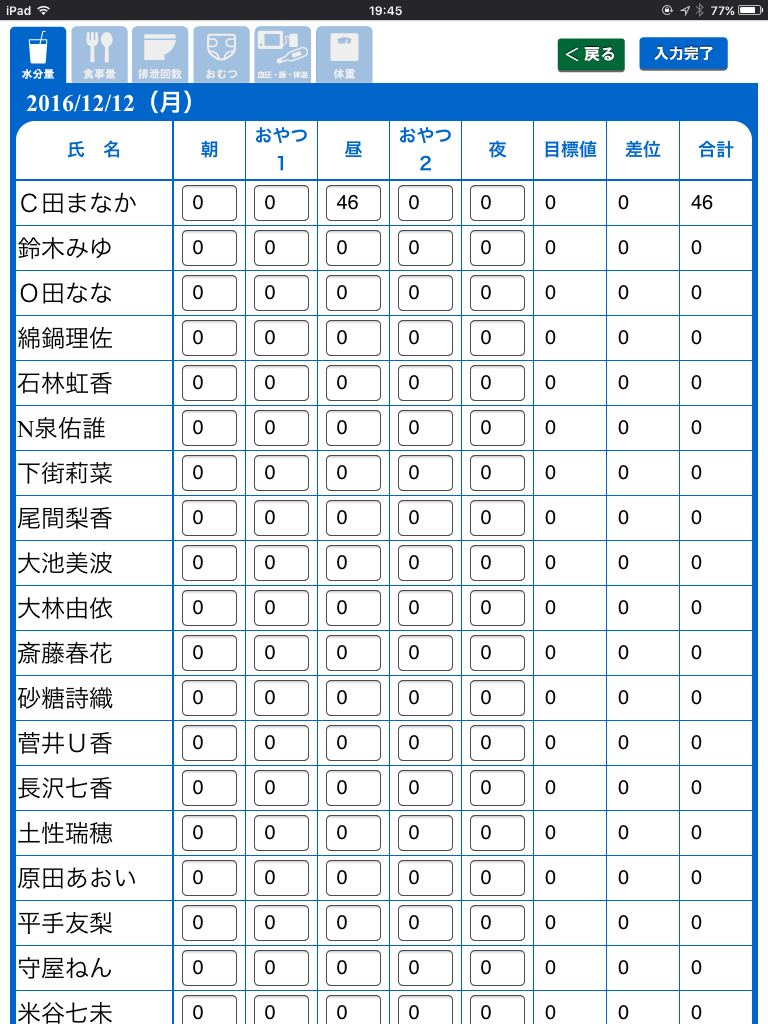 iPad 19:45 77%
水分量 食事量 排泄回数 おむつ 血圧・脈・体温 体重 < 戻る 入力完了
2016/12/12（月）
氏 名 朝 おやつ1 昼 おやつ2 夜 目標値 差位 合計
C田まなか 0 0 46 0 0 0 0 46
鈴木みゆ 0 0 0 0 0 0 0 0
O田なな 0 0 0 0 0 0 0 0
綿鍋理佐 0 0 0 0 0 0 0 0
石林虹香 0 0 0 0 0 0 0 0
N泉佑誰 0 0 0 0 0 0 0 0
下街莉菜 0 0 0 0 0 0 0 0
尾間梨香 0 0 0 0 0 0 0 0
大池美波 0 0 0 0 0 0 0 0
大林由依 0 0 0 0 0 0 0 0
斎藤春花 0 0 0 0 0 0 0 0
砂糖詩織 0 0 0 0 0 0 0 0
菅井U香 0 0 0 0 0 0 0 0
長沢七香 0 0 0 0 0 0 0 0
土性瑞穂 0 0 0 0 0 0 0 0
原田あおい 0 0 0 0 0 0 0 0
平手友梨 0 0 0 0 0 0 0 0
守屋ねん 0 0 0 0 0 0 0 0
米谷七未 0 0 0 0 0 0 0 0